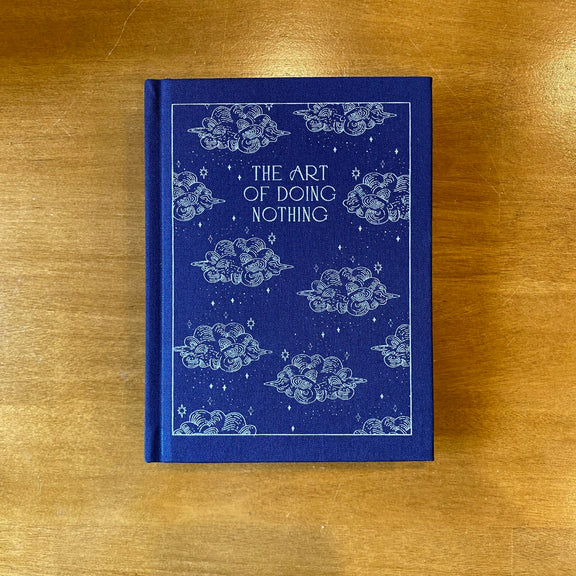 THE ART
OF DOING
NOTHING